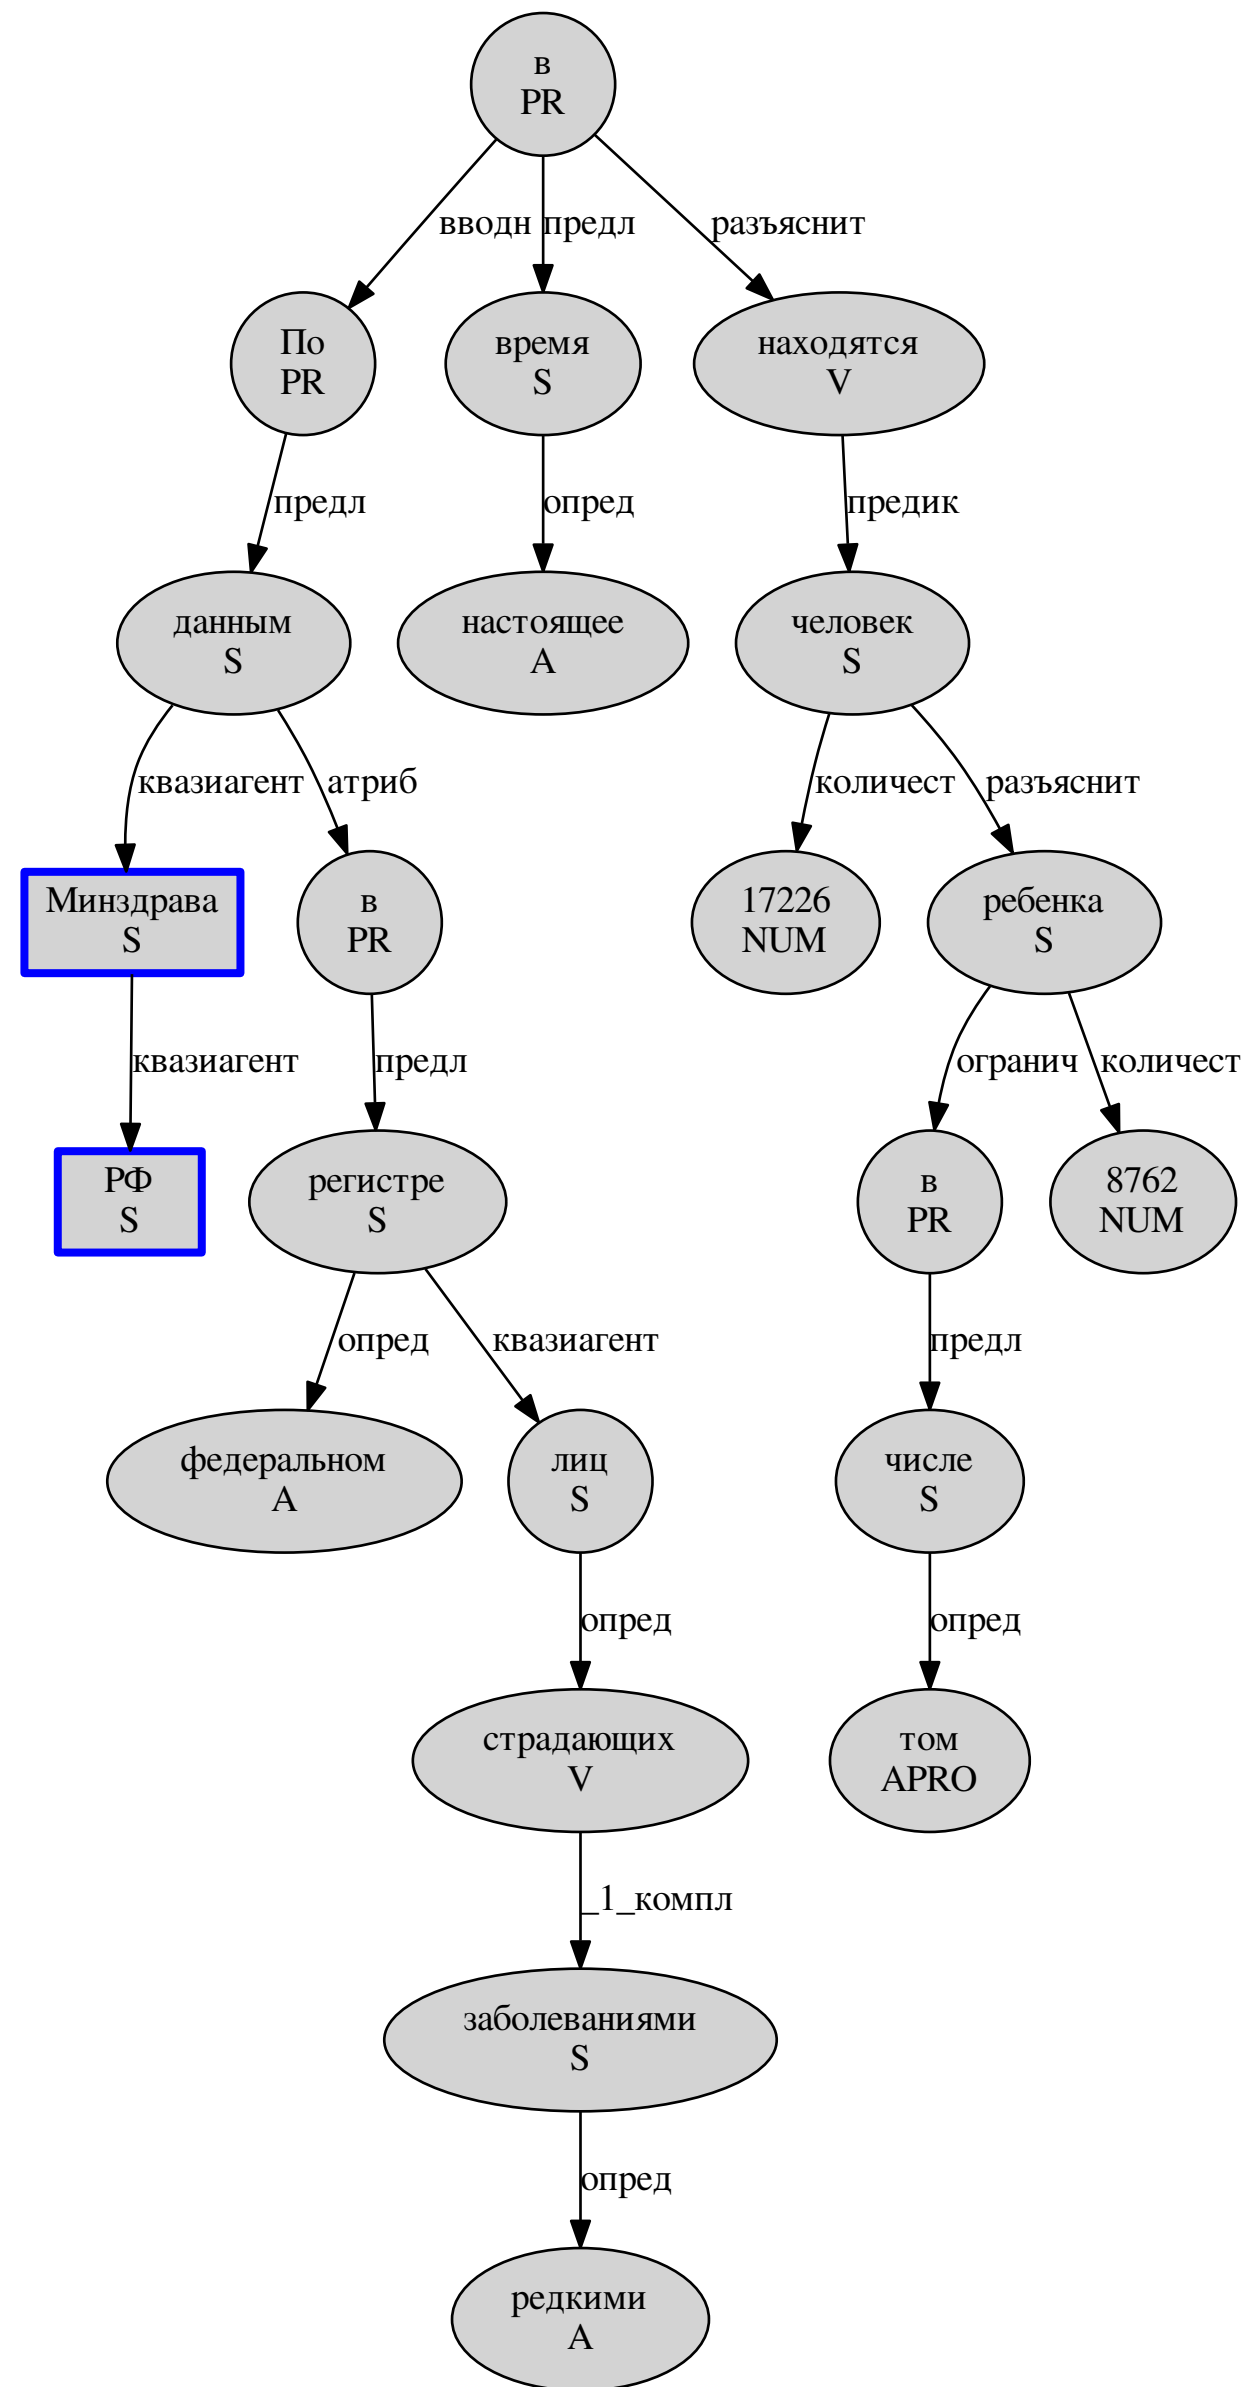 в
PR
вводн
предл
разъяснит
По
PR
время
S
находятся
V
предл
опред
предик
данным
S
настоящее
A
человек
S
квазиагент
атриб
количест
разъяснит
Минздрава
S
в
PR
17226
NUM
ребенка
S
квазиагент
предл
огранич
количест
РФ
S
регистре
S
в
PR
8762
NUM
опред
квазиагент
предл
федеральном
A
лиц
S
числе
S
опред
опред
страдающих
V
том
APRO
_1_компл
заболеваниями
S
опред
редкими
A